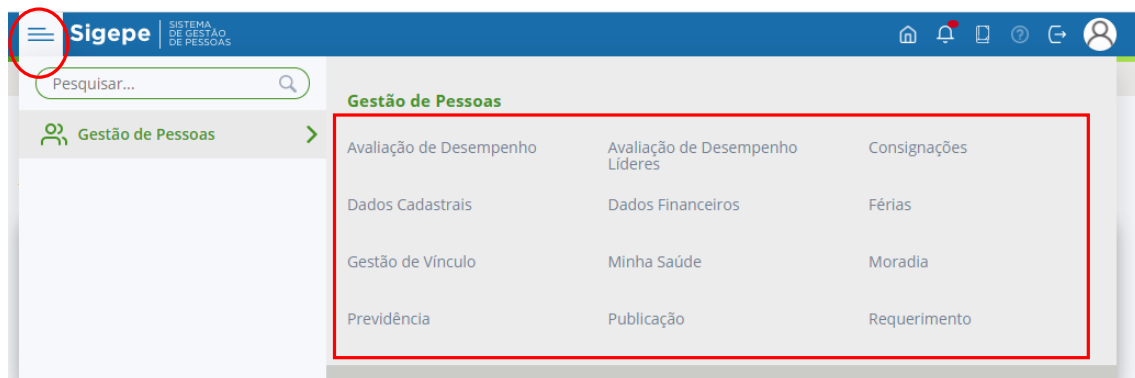 Sigepe
SISTEMA
DE GESTÃO
DE PESSOAS
Pesquisar...
Gestão de Pessoas
Gestão de Pessoas
Avaliação de Desempenho
Avaliação de Desempenho
Líderes
Consignações
Dados Cadastrais
Dados Financeiros
Férias
Gestão de Vínculo
Minha Saúde
Moradia
Previdência
Publicação
Requerimento